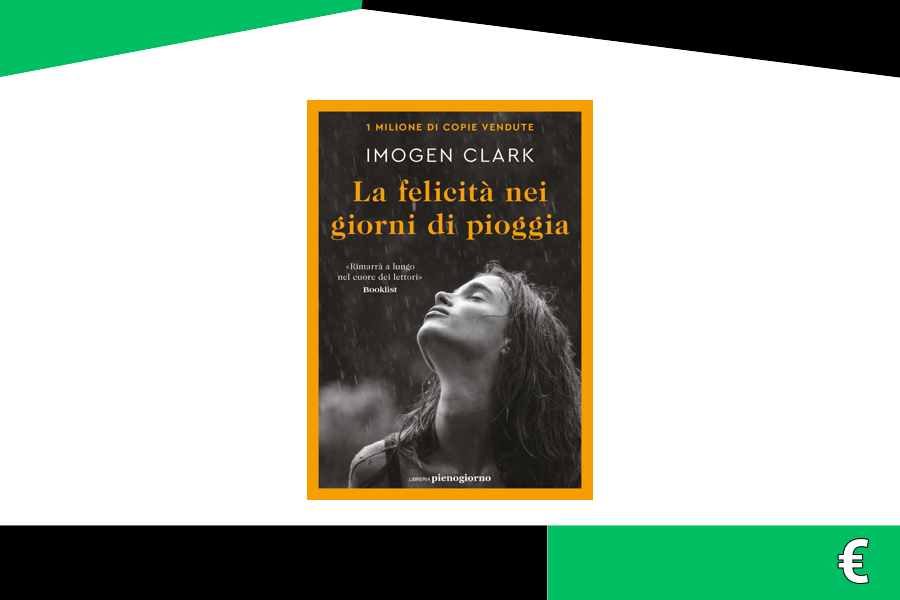 1 MILIONE DI COPIE VENDUTE
IMOGEN CLARK
La felicità nei
giorni di pioggia
«Rimarrà a lungo
nel cuore dei lettori»
Booklist
LIBRERIA pienogiorno
€